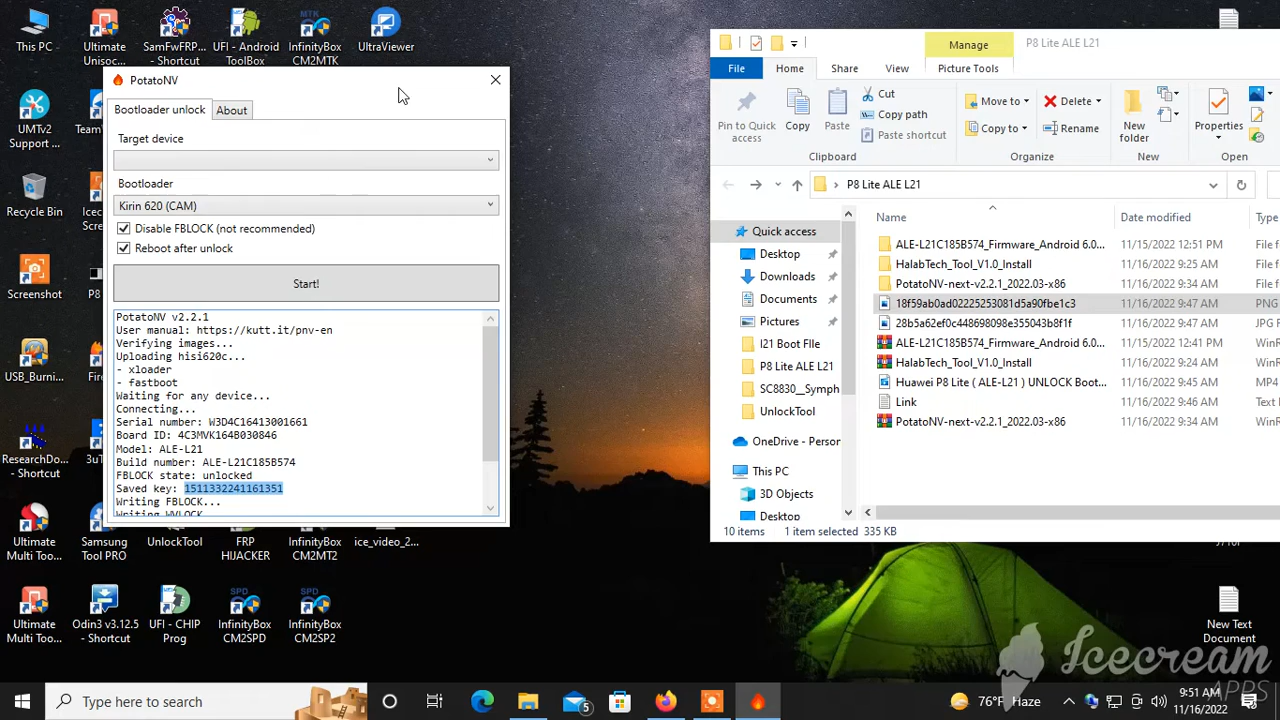 This PC
Ultimate
Unisoc...
SamFwFRP...
- Shortcut
UFI - Android
ToolBox
MTK
InfinityBox
CM2MTK
UltraViewer
UMTv2
Support ...
Recycle Bin
Screenshot
P8
USB_Burni...
ResearchDo...
- Shortcut
Ultimate
Multi Too...
Samsung
Tool PRO
UnlockTool
FRP
HIJACKER
InfinityBox
CM2MT2
ice_video_2...
Ultimate
Multi Too...
Odin3 v3.12.5
- Shortcut
UFI - CHIP
Prog
SPD
InfinityBox
CM2SPD
SPD
InfinityBox
CM2SP2
PotatoNV
Bootloader unlock
About
Target device
Bootloader
Kirin 620 (CAM)
Disable FBLOCK (not recommended)
Reboot after unlock
Start!
PotatoNV v2.2.1
User manual: https://kutt.it/pnv-en
Verifying images...
Uploading hisi620c...
- xloader
- fastboot
Waiting for any device...
Connecting...
Serial number: W3D4C16413001661
Board ID: 4C3MVK164B030846
Model: ALE-L21
Build number: ALE-L21C185B574
FBLOCK state: unlocked
Saved key: 1511332241161351
Writing FBLOCK...
Writing WVLOCK
Manage
P8 Lite ALE L21
File
Home
Share
View
Picture Tools
Pin to Quick
access
Copy
Paste
Cut
Copy path
Paste shortcut
Clipboard
Move to
Copy to
Delete
Rename
Organize
New
folder
New
Properties
Open
P8 Lite ALE L21
Quick access
Desktop
Downloads
Documents
Pictures
I21 Boot FIle
P8 Lite ALE L21
SC8830__Symph
UnlockTool
OneDrive - Person
This PC
3D Objects
Desktop
Name
Date modified
Type
ALE-L21C185B574_Firmware_Android 6.0... 11/15/2022 12:51 PM File f
HalabTech_Tool_V1.0_Install 11/16/2022 9:25 AM File f
PotatoNV-next-v2.2.1_2022.03-x86 11/16/2022 9:25 AM File f
18f59ab0ad02225253081d5a90fbe1c3 11/16/2022 9:47 AM PNG
28b5a62ef0c448698098e355043b8f1f 11/16/2022 9:47 AM JPG F
ALE-L21C185B574_Firmware_Android 6.0... 11/15/2022 12:41 PM WinR
HalabTech_Tool_V1.0_Install 11/16/2022 9:24 AM WinR
Huawei P8 Lite ( ALE-L21 ) UNLOCK Boot... 11/16/2022 9:45 AM MP4
Link 11/16/2022 9:46 AM Text
PotatoNV-next-v2.2.1_2022.03-x86 11/16/2022 9:24 AM WinR
10 items
1 item selected 335 KB
New Text
Document
Icecream
APPS
Type here to search
5
76°F Haze
9:51 AM
11/16/2022